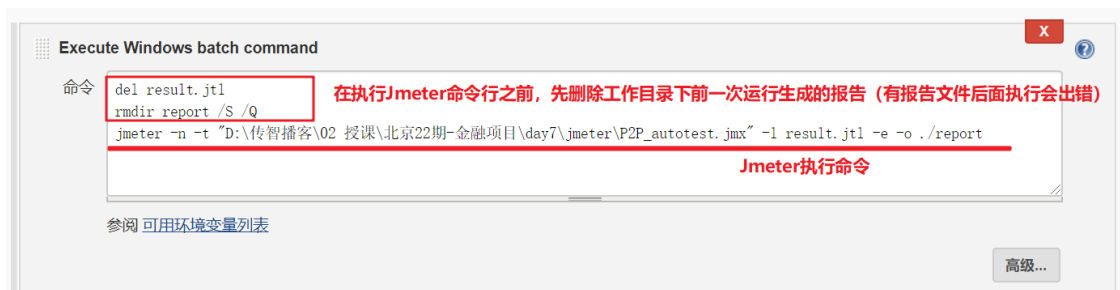 X
Execute Windows batch command
命令
del result.jtl
rmdir report /S /Q
在执行Jmeter命令行之前，先删除工作目录下前一次运行生成的报告（有报告文件后面执行会出错）
jmeter -n -t "D:\传智播客\02 授课\北京22期-金融项目\day7\jmeter\P2P_autotest.jmx" -l result.jtl -e -o ./report
Jmeter执行命令
参阅 可用环境变量列表
高级...